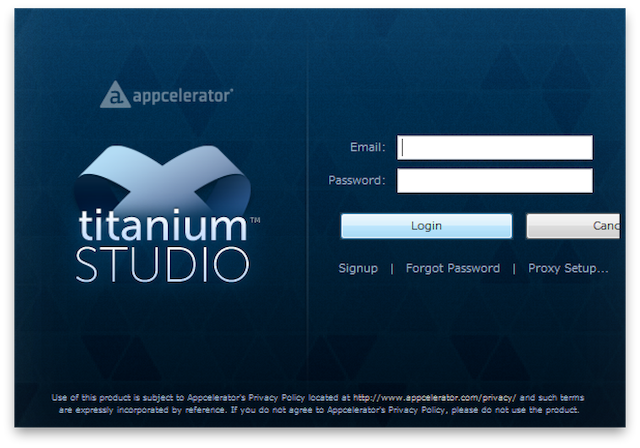 appcelerator
titanium™
STUDIO
Email:
Password:
Login
Canc
Signup | Forgot Password | Proxy Setup...
Use of this product is subject to Appcelerator's Privacy Policy located at http://www.appcelerator.com/privacy/ and such terms
are expressly incorporated by reference. If you do not agree to Appcelerator's Privacy Policy, please do not use the product.